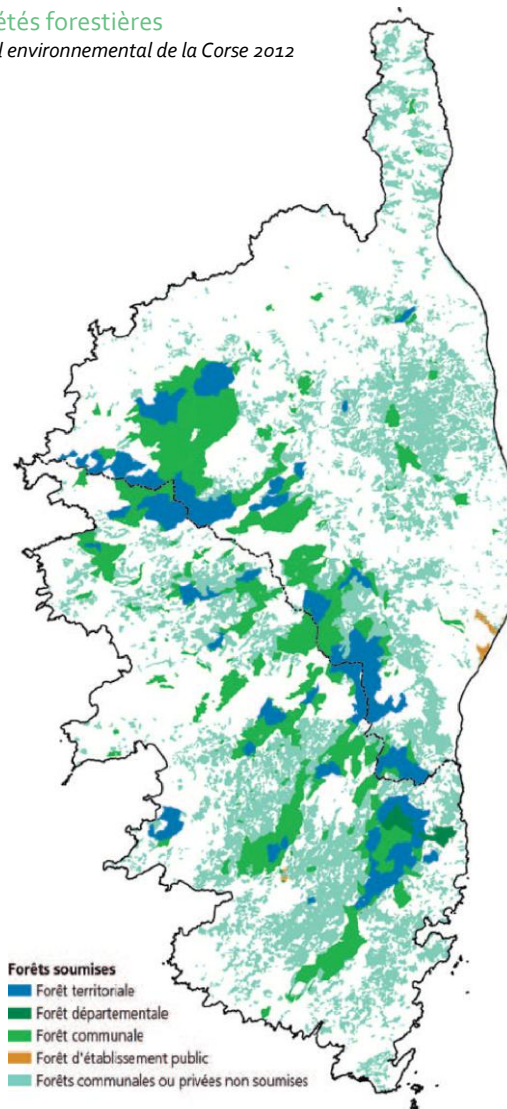 étés forestières
l environnemental de la Corse 2012
Forêts soumises
Forêt territoriale
Forêt départementale
Forêt communale
Forêt d'établissement public
Forêts communales ou privées non soumises